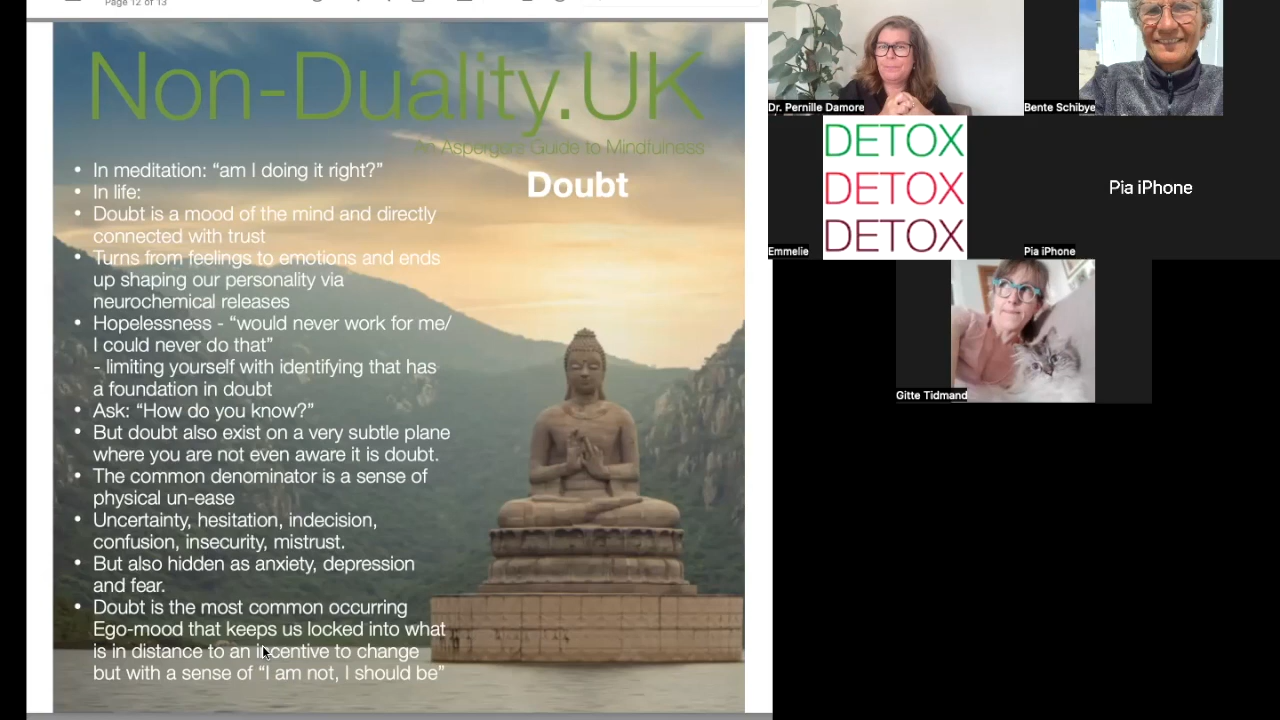 Page 12 of 13
Non-Duality.UK
An Aspergers Guide to Mindfulness
Doubt
• In meditation: “am I doing it right?”
• In life:
• Doubt is a mood of the mind and directly
connected with trust
• Turns from feelings to emotions and ends
up shaping our personality via
neurochemical releases
• Hopelessness - “would never work for me/
I could never do that”
- limiting yourself with identifying that has
a foundation in doubt
• Ask: “How do you know?”
• But doubt also exist on a very subtle plane
where you are not even aware it is doubt.
• The common denominator is a sense of
physical un-ease
• Uncertainty, hesitation, indecision,
confusion, insecurity, mistrust.
• But also hidden as anxiety, depression
and fear.
• Doubt is the most common occurring
Ego-mood that keeps us locked into what
is in distance to an incentive to change
but with a sense of “I am not, I should be”
Dr. Pernille Damore
Bente Schibye
DETOX
DETOX
DETOX
Emmelie
Pia iPhone
Pia iPhone
Gitte Tidmand